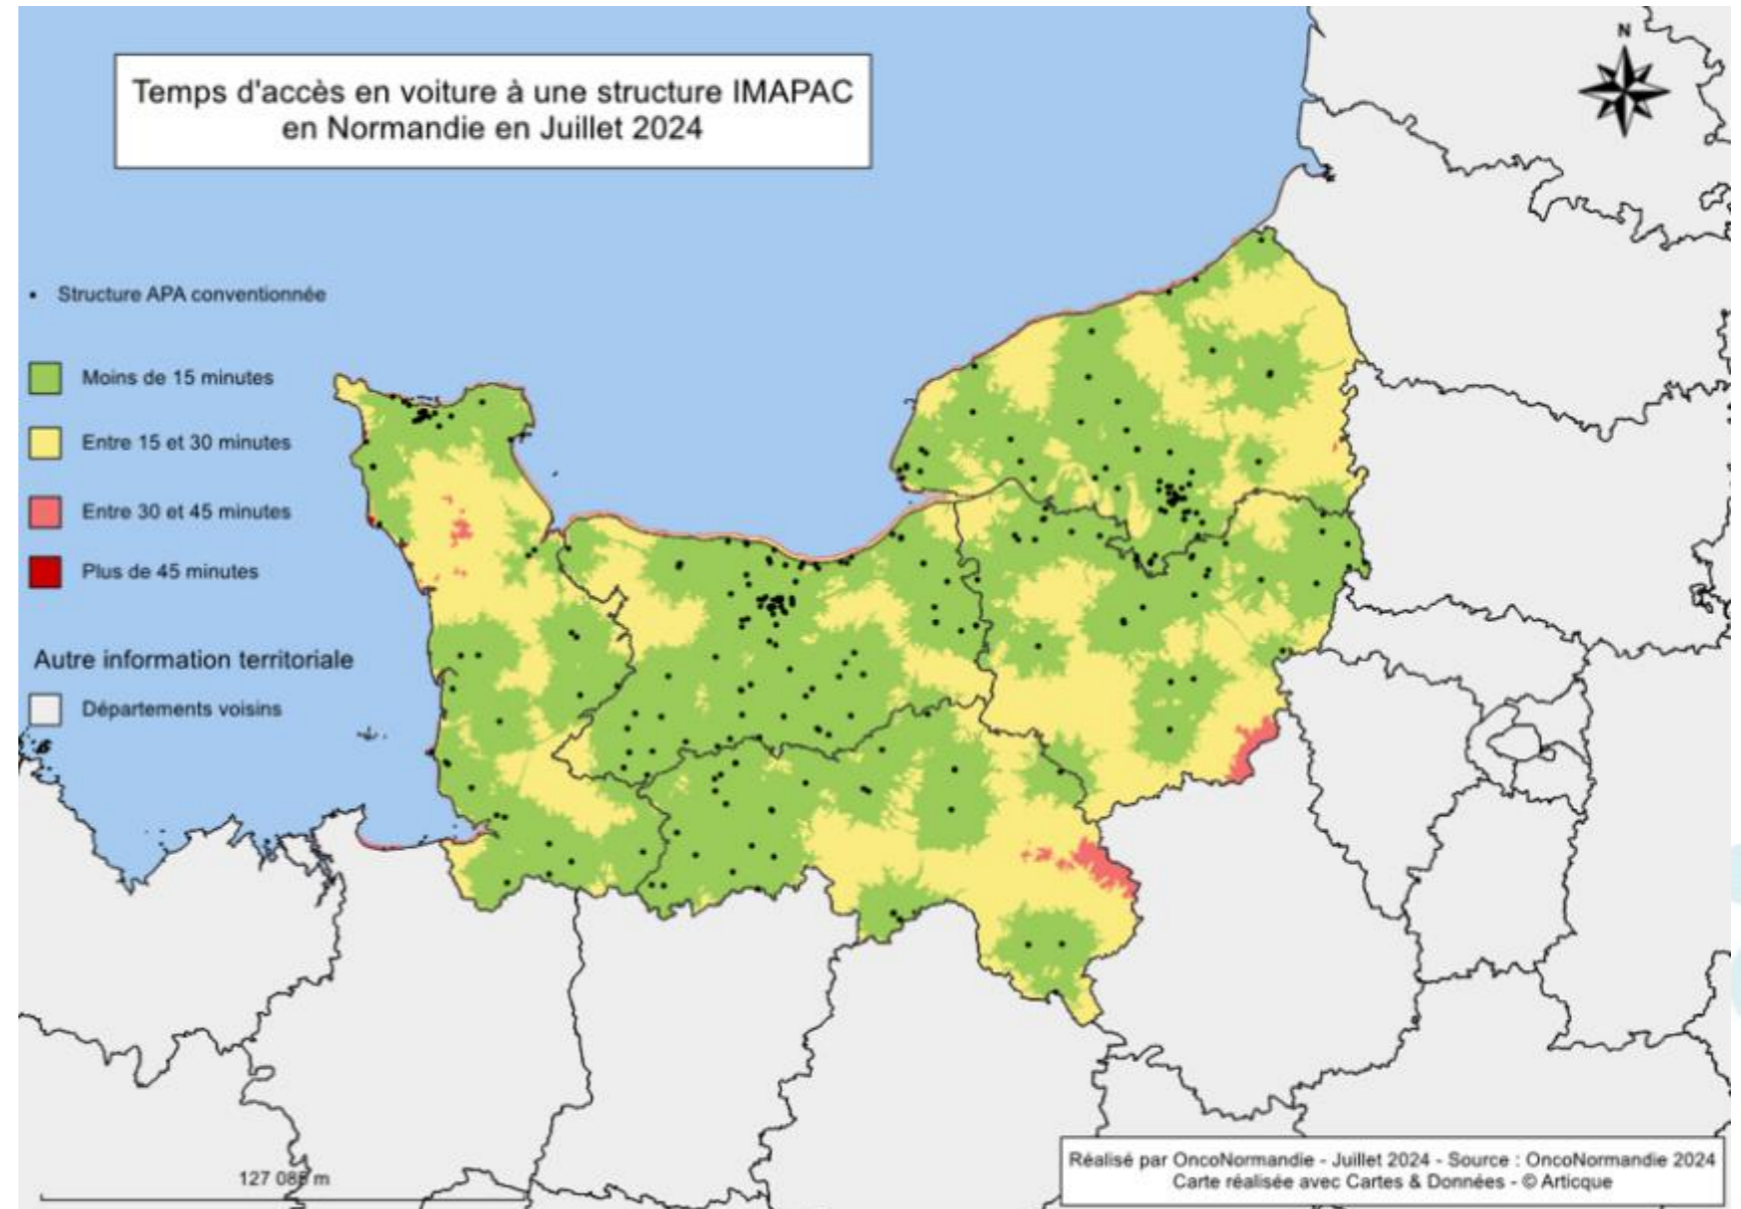 Temps d'accès en voiture à une structure IMAPAC
en Normandie en Juillet 2024
N
Structure APA conventionnée
Moins de 15 minutes
Entre 15 et 30 minutes
Entre 30 et 45 minutes
Plus de 45 minutes
Autre information territoriale
Départements voisins
127 085 m
Réalisé par OncoNormandie - Juillet 2024 - Source : OncoNormandie 2024
Carte réalisée avec Cartes & Données - © Articque